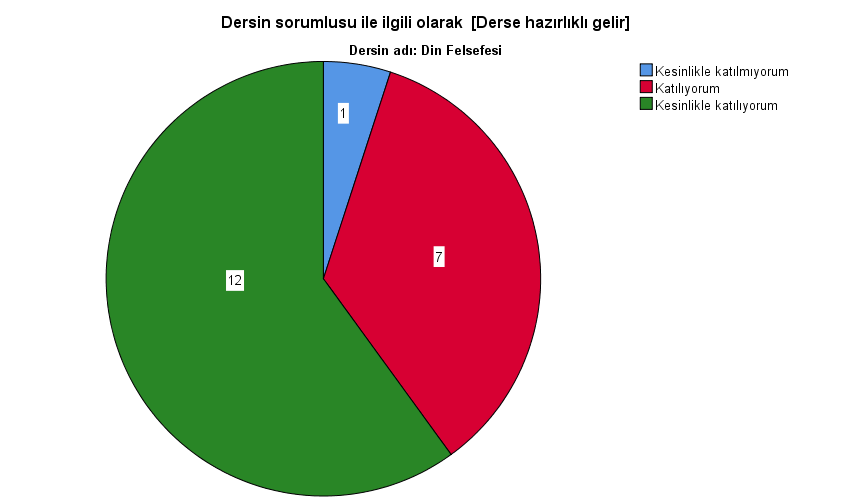 Dersin sorumlusu ile ilgili olarak  [Derse hazırlıklı gelir]
Dersin adı: Din Felsefesi
Kesinlikle katılmıyorum
Katılıyorum
Kesinlikle katılıyorum
1
7
12